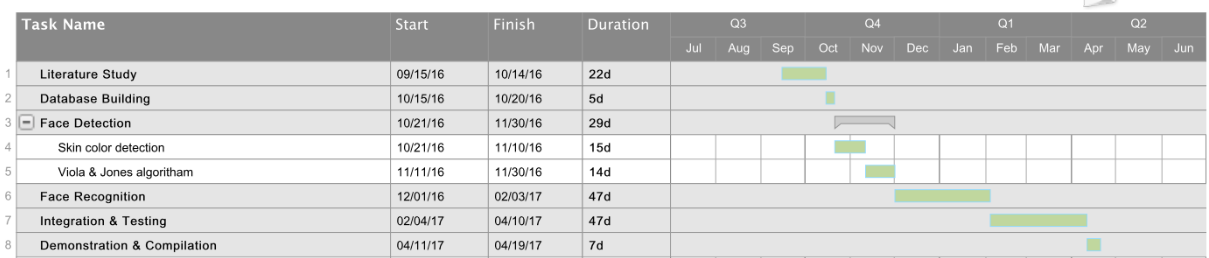 Task Name Start Finish Duration Q3 Q4 Q1 Q2
Jul Aug Sep Oct Nov Dec Jan Feb Mar Apr May Jun
1 Literature Study 09/15/16 10/14/16 22d
2 Database Building 10/15/16 10/20/16 5d
3 Face Detection 10/21/16 11/30/16 29d
4 Skin color detection 10/21/16 11/10/16 15d
5 Viola & Jones algoritham 11/11/16 11/30/16 14d
6 Face Recognition 12/01/16 02/03/17 47d
7 Integration & Testing 02/04/17 04/10/17 47d
8 Demonstration & Compilation 04/11/17 04/19/17 7d